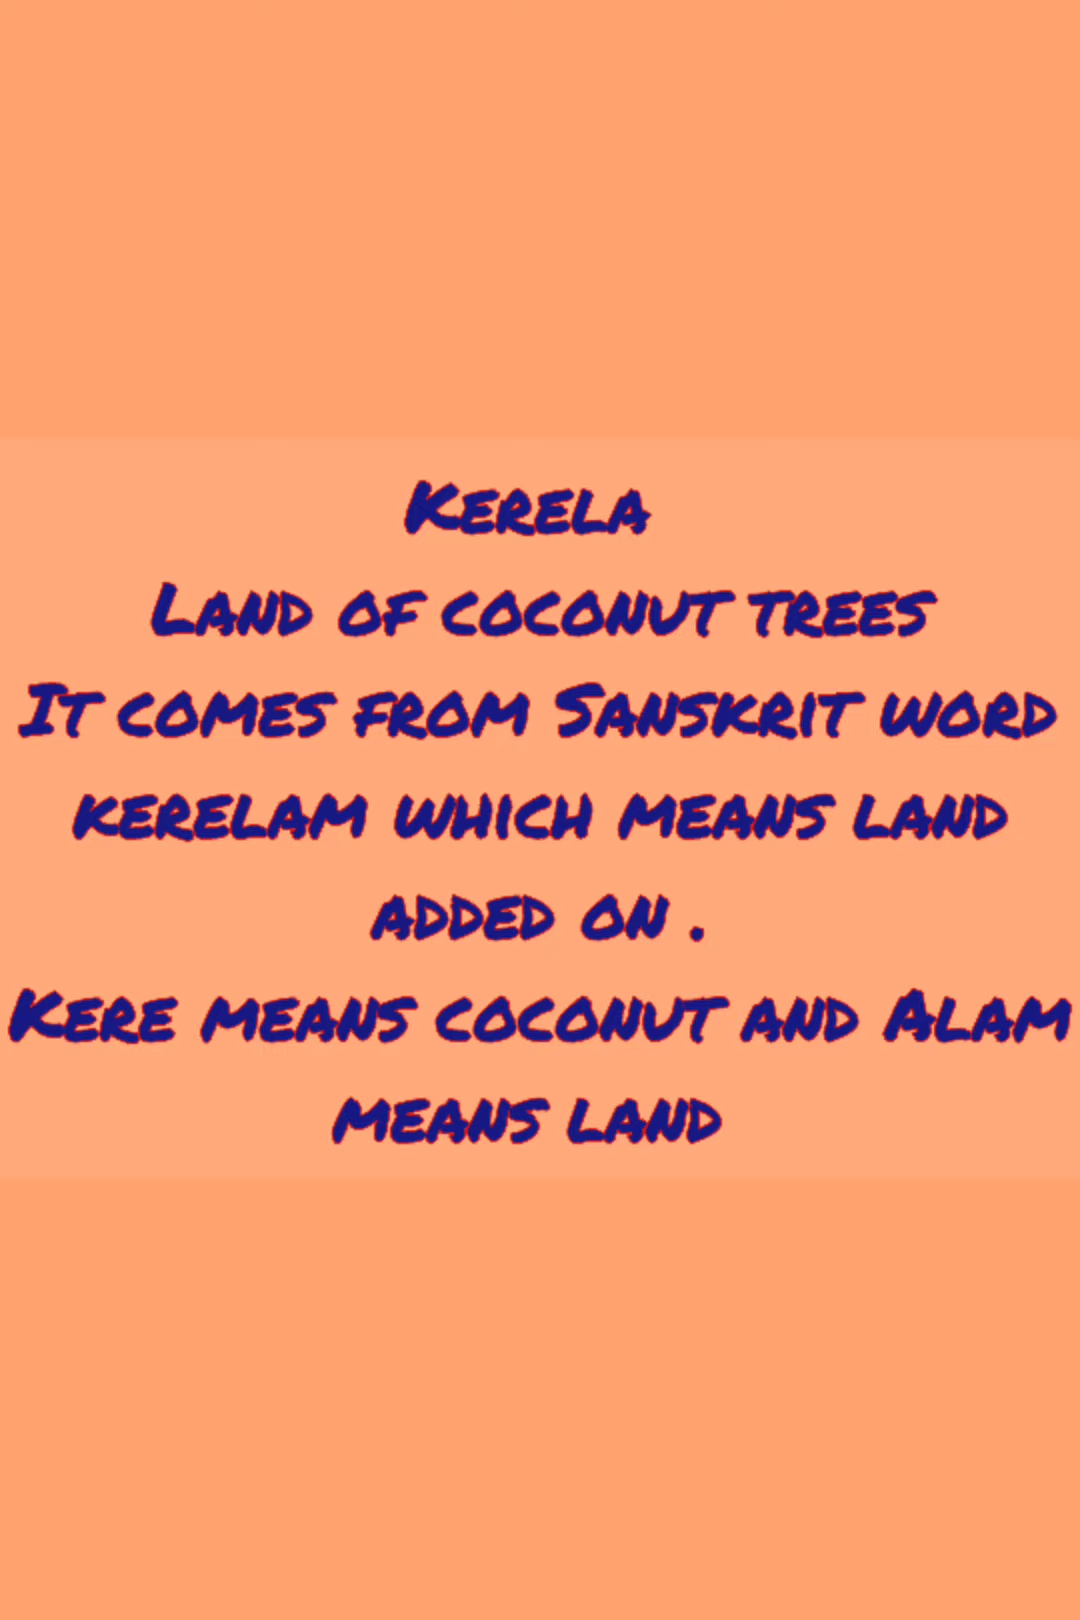 Kerela
Land of coconut trees
It comes from Sanskrit word
kerelam which means land
added on .
Kere means coconut and Alam
means land